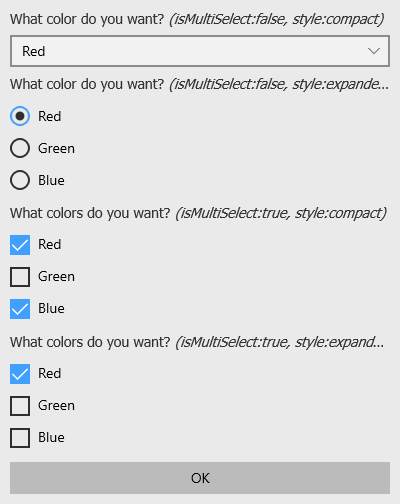 What color do you want? (isMultiSelect:false, style:compact)
Red
What color do you want? (isMultiSelect:false, style:expande...
Red
Green
Blue
What colors do you want? (isMultiSelect:true, style:compact)
Red
Green
Blue
What colors do you want? (isMultiSelect:true, style:expand...
Red
Green
Blue
OK